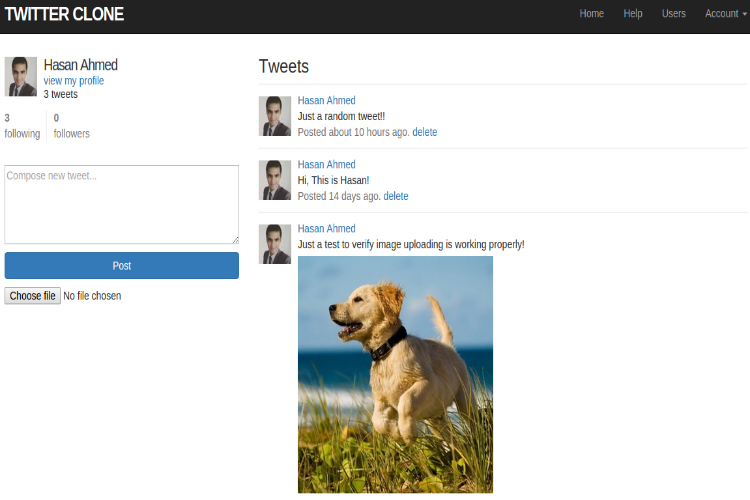 TWITTER CLONE
Home Help Users Account
Hasan Ahmed
view my profile
3 tweets
3 0
following followers
Compose new tweet...
Post
Choose file No file chosen
Tweets
Hasan Ahmed
Just a random tweet!!
Posted about 10 hours ago. delete
Hasan Ahmed
Hi, This is Hasan!
Posted 14 days ago. delete
Hasan Ahmed
Just a test to verify image uploading is working properly!